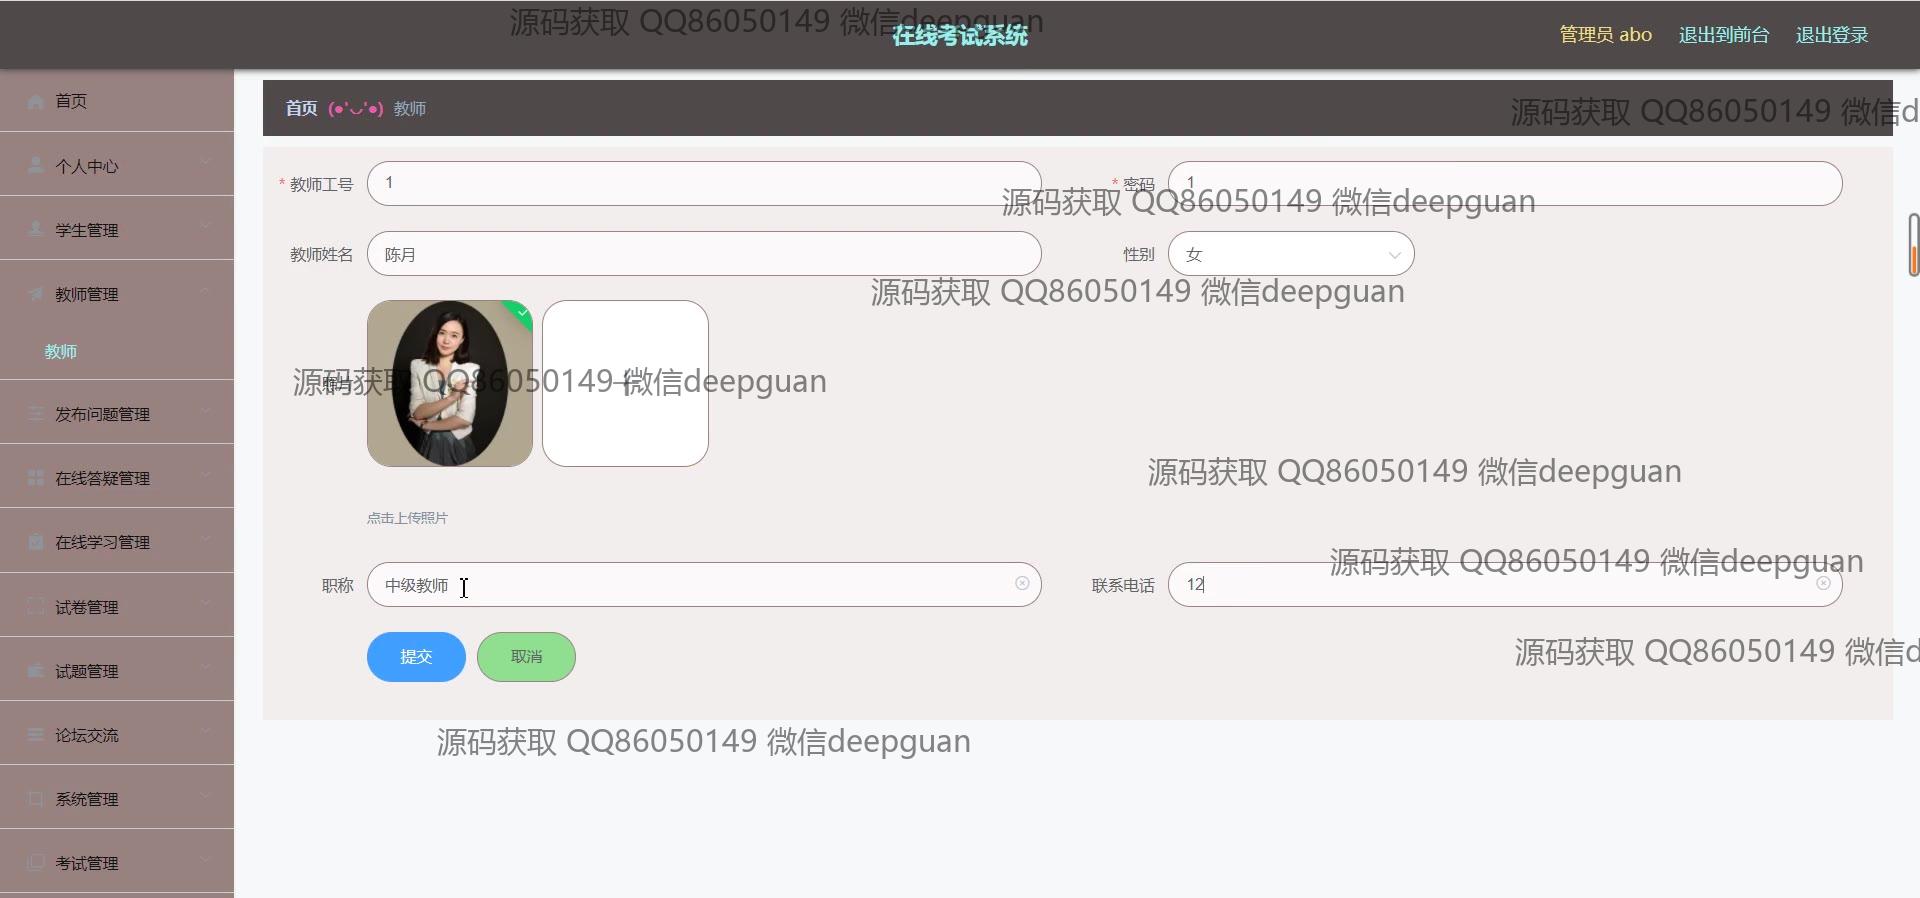 源码获取 QQ86050149 微信deepguan
在线考试系统
管理员 abo 退出到前台 退出登录
首页
个人中心
学生管理
教师管理
教师
发布问题管理
在线答疑管理
在线学习管理
试卷管理
试题管理
论坛交流
系统管理
考试管理
首页 (●'◡'●) 教师
源码获取 QQ86050149 微信d
* 教师工号 1 * 密码 1
源码获取 QQ86050149 微信deepguan
教师姓名 陈月 性别 女
源码获取 QQ86050149 微信deepguan
照片
源码获取 QQ86050149 微信deepguan
源码获取 QQ86050149 微信deepguan
点击上传照片
源码获取 QQ86050149 微信deepguan
职称 中级教师 联系电话 12
提交 取消
源码获取 QQ86050149 微信d
源码获取 QQ86050149 微信deepguan